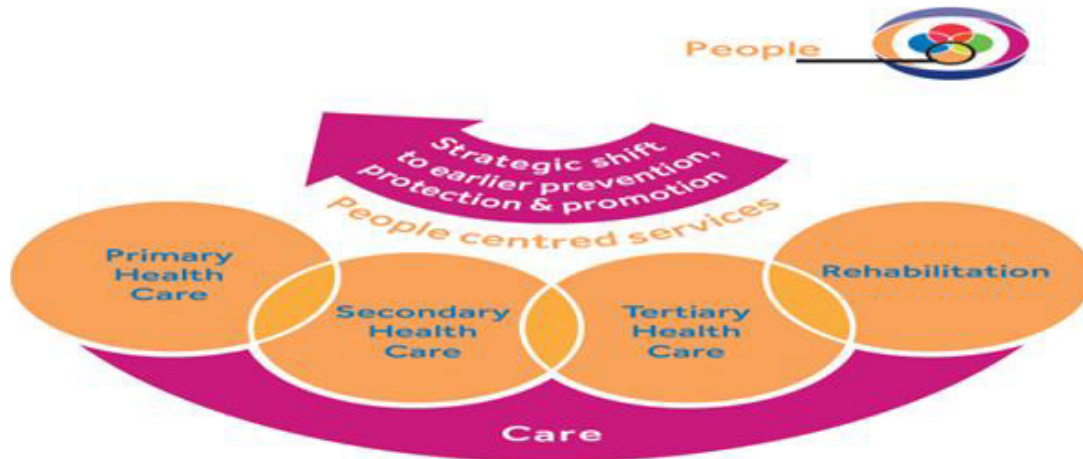 People
Strategic shift
to earlier prevention,
protection & promotion
People centred services
Primary
Health
Care
Secondary
Health
Care
Tertiary
Health
Care
Rehabilitation
Care